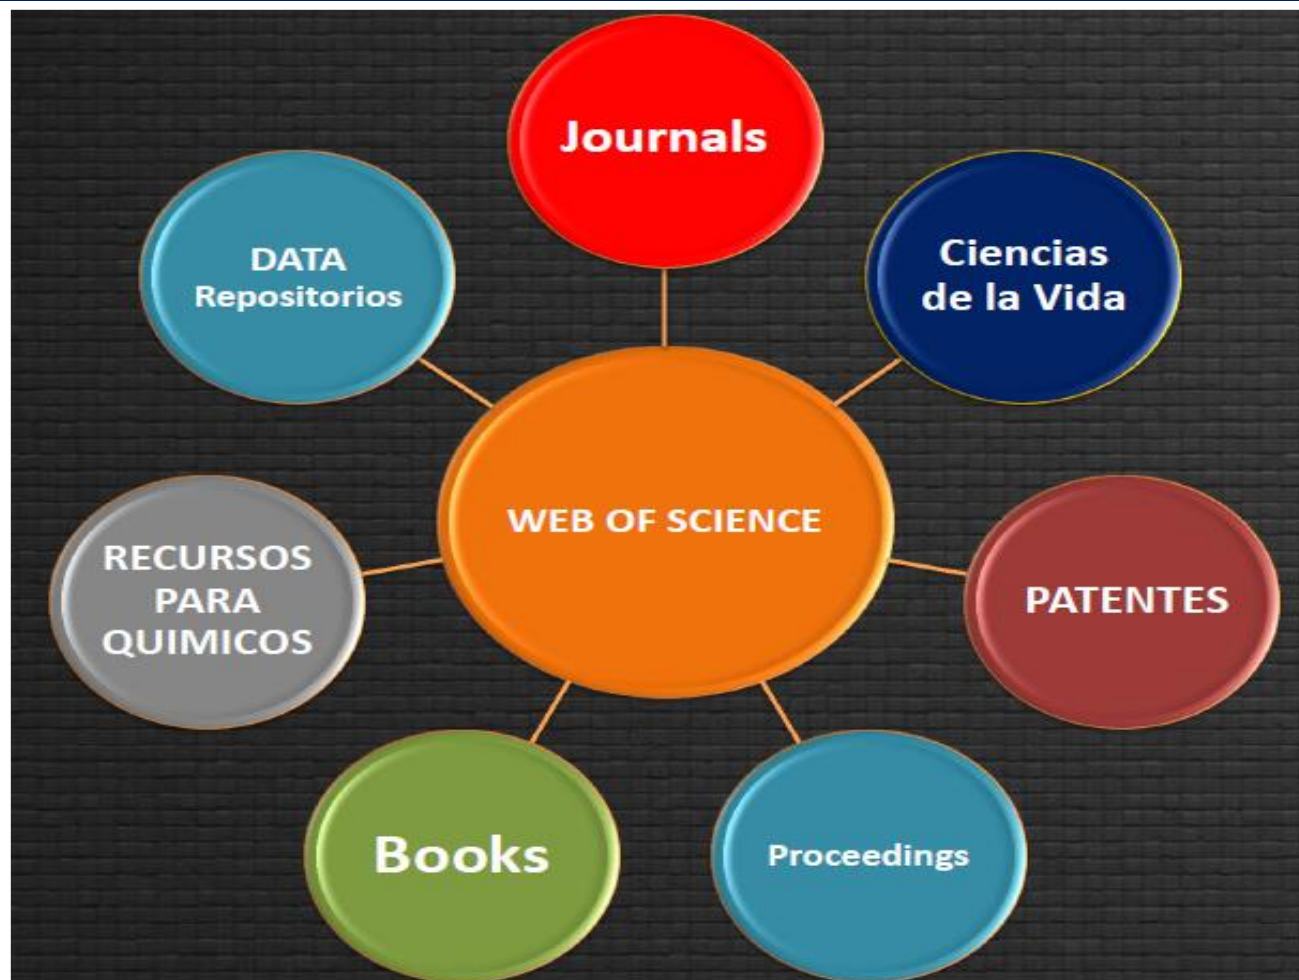 Journals
DATA
Repositorios
Ciencias
de la Vida
WEB OF SCIENCE
RECURSOS
PARA
QUIMICOS
PATENTES
Books
Proceedings